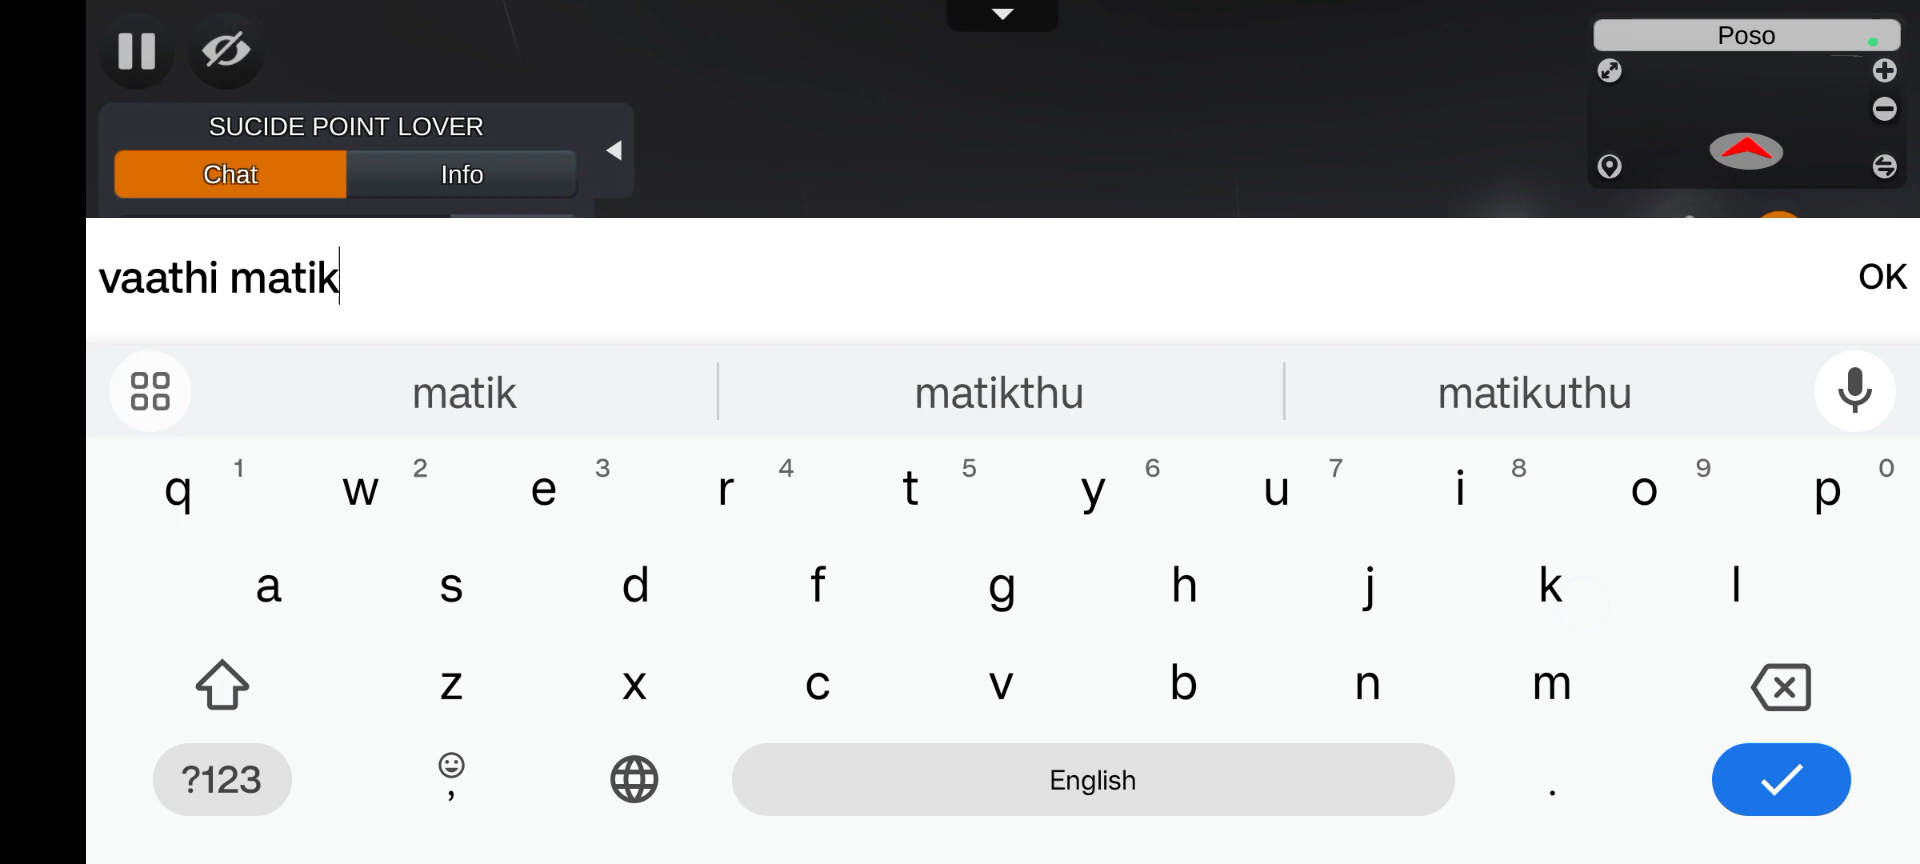 Poso
SUCIDE POINT LOVER
Chat Info
vaathi matik OK
matik matikthu matikuthu
1 2 3 4 5 6 7 8 9 0
q w e r t y u i o p
a s d f g h j k l
z x c v b n m
?123 , English .